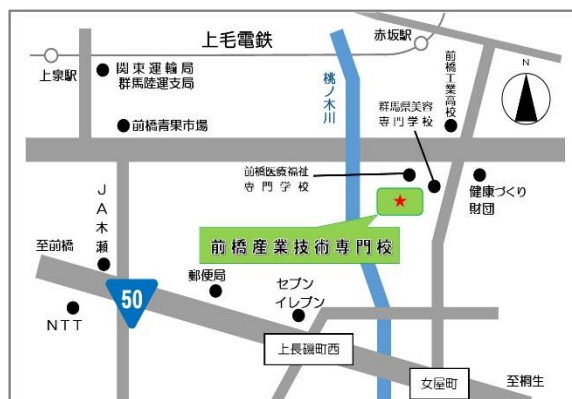 上毛電鉄
赤坂駅
上泉駅
関東運輸局
群馬陸運支局
桃ノ木川
前橋工業高校
N
群馬県美容
専門学校
前橋青果市場
前橋医療福祉
専門学校
健康づくり
財団
JA木瀬
前橋産業技術専門校
至前橋
郵便局
セブン
イレブン
50
NTT
上長磯町西
女屋町
至桐生